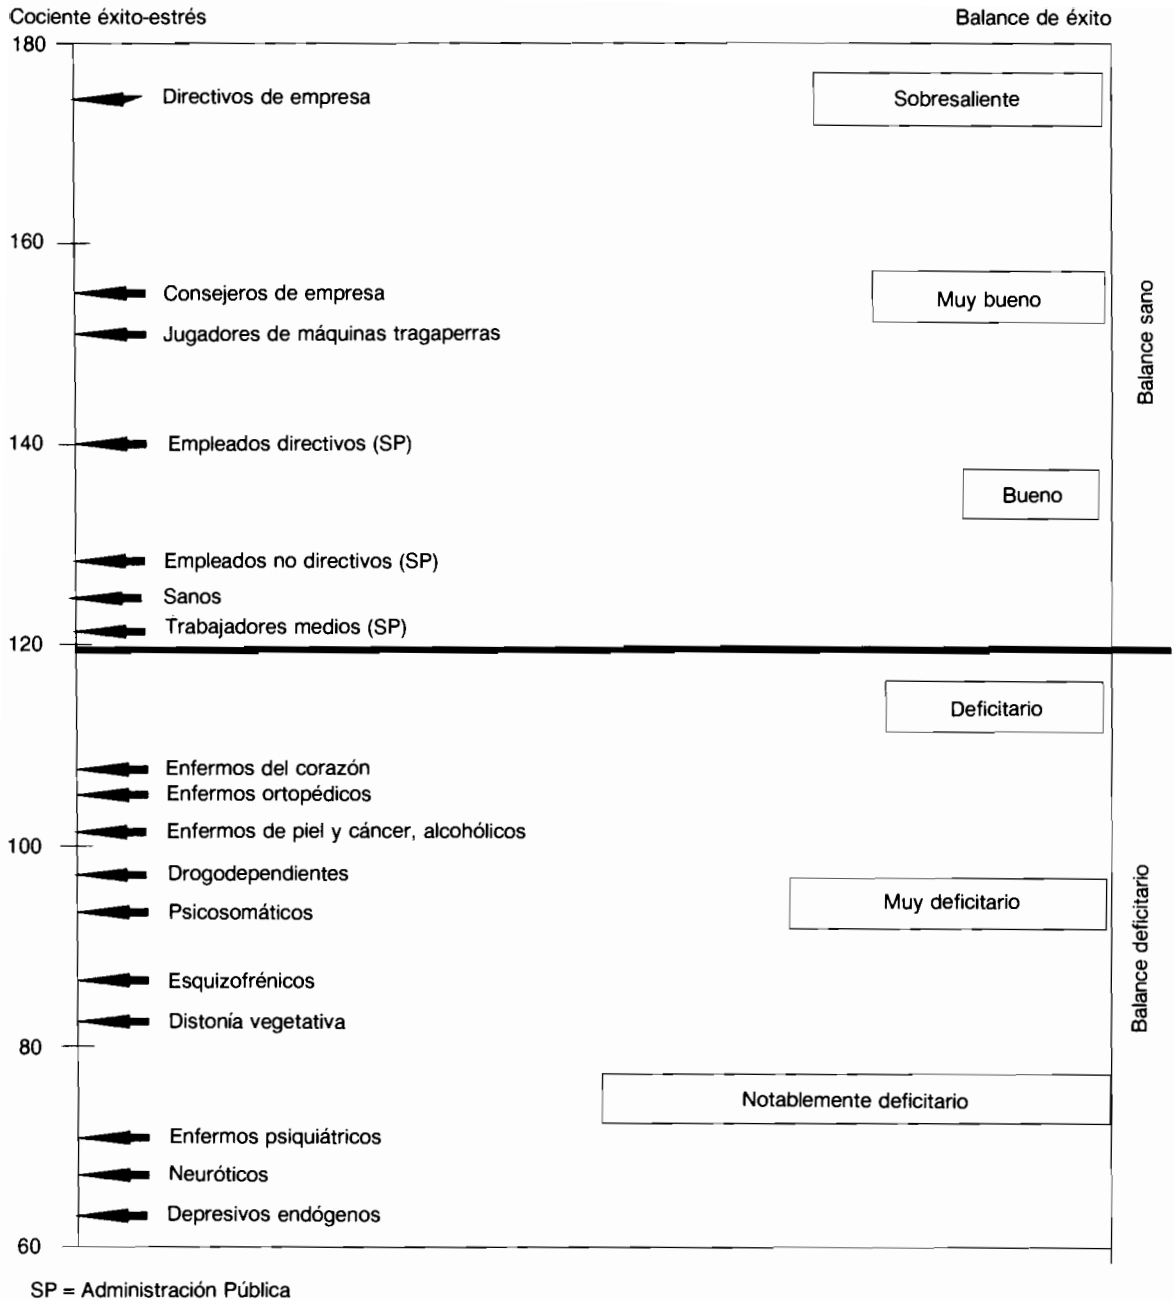 Cociente éxito-estrés
Balance de éxito
180
Directivos de empresa
Sobresaliente
160
Consejeros de empresa
Muy bueno
Jugadores de máquinas tragaperras
Balance sano
140
Empleados directivos (SP)
Bueno
Empleados no directivos (SP)
Sanos
Trabajadores medios (SP)
120
Deficitario
Enfermos del corazón
Enfermos ortopédicos
Enfermos de piel y cáncer, alcohólicos
100
Drogodependientes
Muy deficitario
Psicosomáticos
Balance deficitario
Esquizofrénicos
Distonía vegetativa
80
Notablemente deficitario
Enfermos psiquiátricos
Neuróticos
Depresivos endógenos
60
SP = Administración Pública